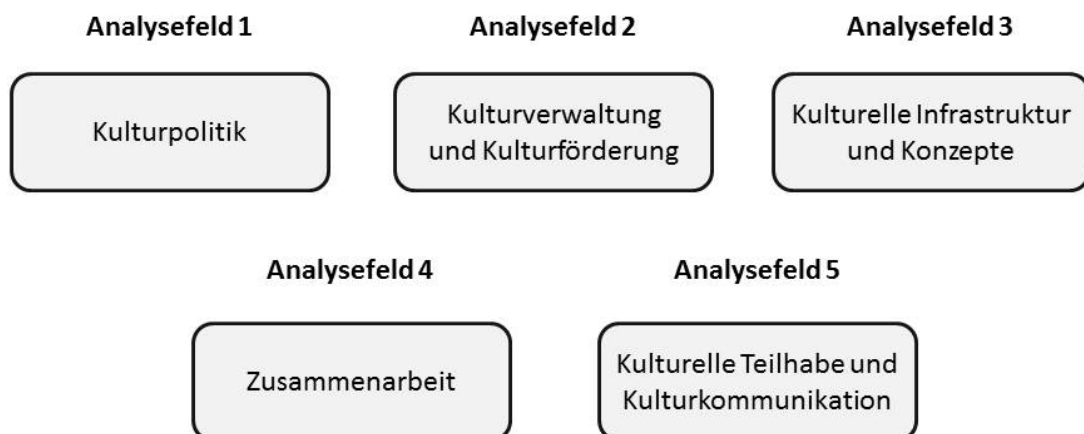 Analysefeld 1
Analysefeld 2
Analysefeld 3
Kulturpolitik
Kulturverwaltung
und Kulturförderung
Kulturelle Infrastruktur
und Konzepte
Analysefeld 4
Analysefeld 5
Zusammenarbeit
Kulturelle Teilhabe und
Kulturkommunikation